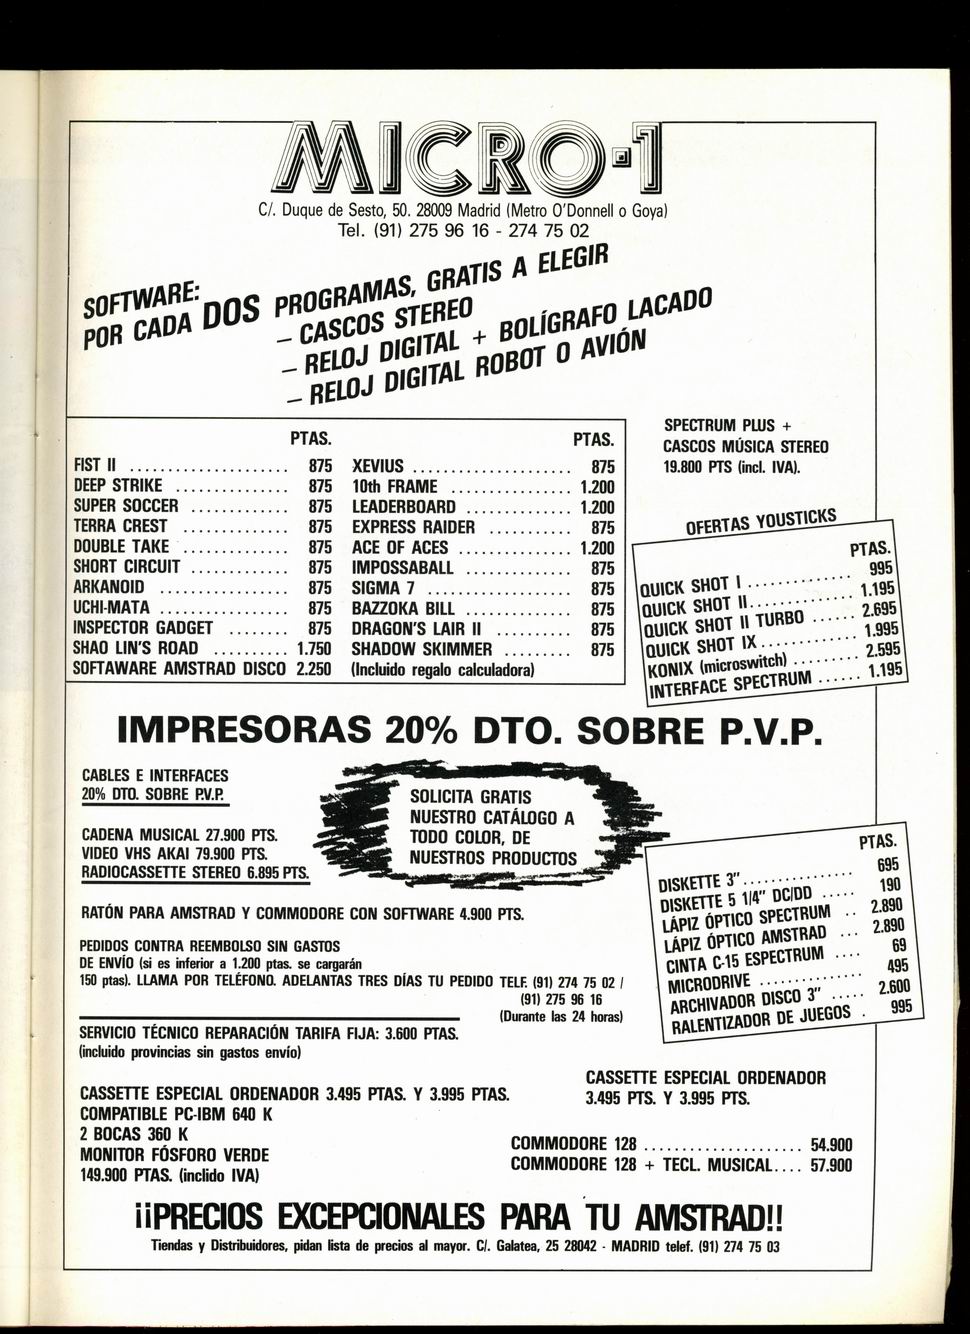 MICRO-1
C/. Duque de Sesto, 50. 28009 Madrid (Metro O'Donnell o Goya)
Tel. (91) 275 96 16 - 274 75 02
SOFTWARE:
POR CADA DOS PROGRAMAS, GRATIS A ELEGIR
– CASCOS STEREO
– RELOJ DIGITAL + BOLÍGRAFO LACADO
– RELOJ DIGITAL ROBOT O AVIÓN
PTAS.
FIST II .................... 875
DEEP STRIKE .............. 875
SUPER SOCCER ............ 875
TERRA CREST ............. 875
DOUBLE TAKE ............. 875
SHORT CIRCUIT ............ 875
ARKANOID ................ 875
UCHI-MATA ............... 875
INSPECTOR GADGET ........ 875
SHAO LIN'S ROAD .......... 1.750
SOFTAWARE AMSTRAD DISCO 2.250
PTAS.
XEVIUS .................... 875
10th FRAME ............... 1.200
LEADERBOARD .............. 1.200
EXPRESS RAIDER ............ 875
ACE OF ACES .............. 1.200
IMPOSSABALL ............... 875
SIGMA 7 .................. 875
BAZZOKA BILL .............. 875
DRAGON'S LAIR II .......... 875
SHADOW SKIMMER ......... 875
(Incluido regalo calculadora)
SPECTRUM PLUS +
CASCOS MÚSICA STEREO
19.800 PTS (incl. IVA).
OFERTAS YOUSTICKS
PTAS.
QUICK SHOT I ............. 995
QUICK SHOT II ............. 1.195
QUICK SHOT II TURBO ...... 2.695
QUICK SHOT IX ............ 1.995
KONIX (microswitch) ......... 2.595
INTERFACE SPECTRUM ...... 1.195
IMPRESORAS 20% DTO. SOBRE P.V.P.
CABLES E INTERFACES
20% DTO. SOBRE P.V.P.
SOLICITA GRATIS
NUESTRO CATÁLOGO A
TODO COLOR, DE
NUESTROS PRODUCTOS
CADENA MUSICAL 27.900 PTS.
VIDEO VHS AKAI 79.900 PTS.
RADIOCASSETTE STEREO 6.895 PTS.
RATÓN PARA AMSTRAD Y COMMODORE CON SOFTWARE 4.900 PTS.
PTAS.
DISKETTE 3" ................ 695
DISKETTE 5 1/4" DC/DD ..... 190
LÁPIZ ÓPTICO SPECTRUM .. 2.890
LÁPIZ ÓPTICO AMSTRAD ... 2.890
CINTA C-15 ESPECTRUM .... 69
MICRODRIVE ............... 495
ARCHIVADOR DISCO 3" ..... 2.600
RALENTIZADOR DE JUEGOS . 995
PEDIDOS CONTRA REEMBOLSO SIN GASTOS
DE ENVÍO (si es inferior a 1.200 ptas. se cargarán
150 ptas). LLAMA POR TELÉFONO. ADELANTAS TRES DÍAS TU PEDIDO TELF. (91) 274 75 02 /
(91) 275 96 16
(Durante las 24 horas)
SERVICIO TÉCNICO REPARACIÓN TARIFA FIJA: 3.600 PTAS.
(incluido provincias sin gastos envío)
CASSETTE ESPECIAL ORDENADOR 3.495 PTAS. Y 3.995 PTAS.
COMPATIBLE PC-IBM 640 K
2 BOCAS 360 K
MONITOR FÓSFORO VERDE
149.900 PTAS. (inclido IVA)
CASSETTE ESPECIAL ORDENADOR
3.495 PTS. Y 3.995 PTS.
COMMODORE 128 .................... 54.900
COMMODORE 128 + TECL. MUSICAL.... 57.900
¡¡PRECIOS EXCEPCIONALES PARA TU AMSTRAD!!
Tiendas y Distribuidores, pidan lista de precios al mayor. C/. Galatea, 25 28042 - MADRID telef. (91) 274 75 03